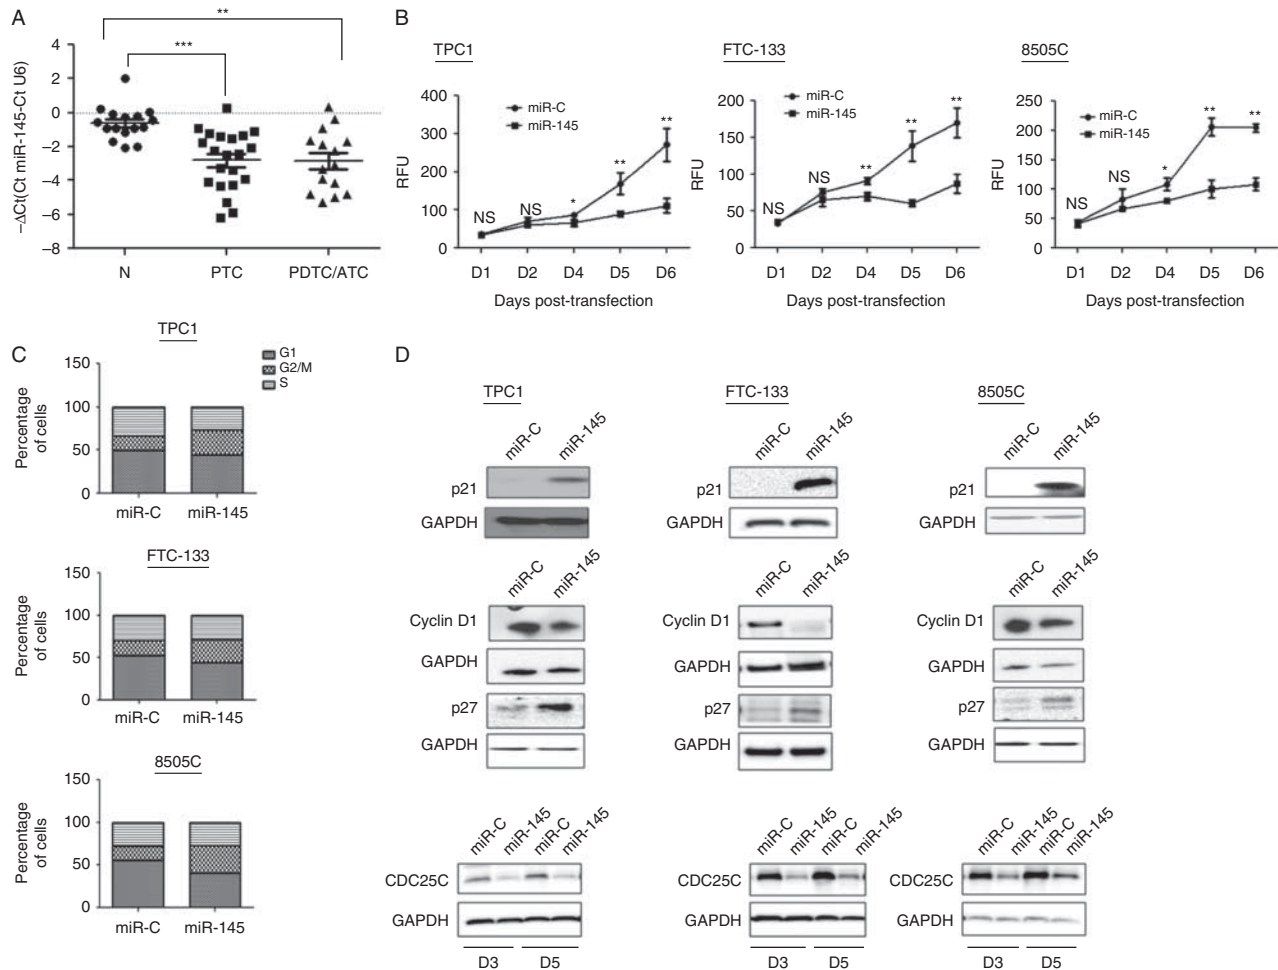 A
**
***
−ΔCt(Ct miR-145-Ct U6)
4
2
0
−2
−4
−6
−8
N PTC PDTC/ATC
B
TPC1
miR-C
miR-145
RFU
400
300
200
100
0
NS NS * ** **
D1 D2 D4 D5 D6
Days post-transfection
FTC-133
miR-C
miR-145
RFU
200
150
100
50
0
NS NS ** ** **
D1 D2 D4 D5 D6
Days post-transfection
8505C
miR-C
miR-145
RFU
250
200
150
100
50
0
NS NS * ** **
D1 D2 D4 D5 D6
Days post-transfection
C
TPC1
G1
G2/M
S
Percentage
of cells
150
100
50
0
miR-C miR-145
FTC-133
Percentage
of cells
150
100
50
0
miR-C miR-145
8505C
Percentage
of cells
150
100
50
0
miR-C miR-145
D
TPC1 FTC-133 8505C
miR-C miR-145 miR-C miR-145 miR-C miR-145
p21 p21 p21
GAPDH GAPDH GAPDH
miR-C miR-145 miR-C miR-145 miR-C miR-145
Cyclin D1 Cyclin D1 Cyclin D1
GAPDH GAPDH GAPDH
p27 p27 p27
GAPDH GAPDH GAPDH
miR-C miR-145 miR-C miR-145 miR-C miR-145 miR-C miR-145 miR-C miR-145 miR-C miR-145
CDC25C CDC25C CDC25C
GAPDH GAPDH GAPDH
D3 D5 D3 D5 D3 D5